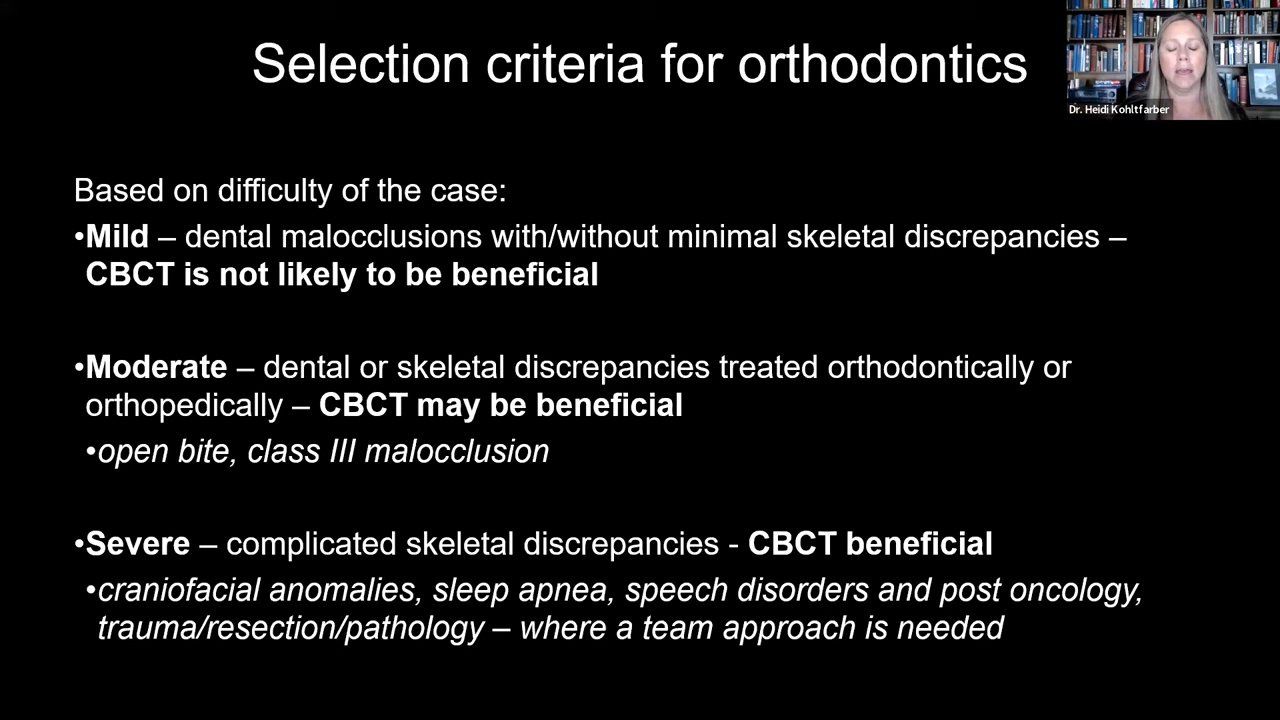 Selection criteria for orthodontics
Dr. Heidi Kohltfarber
Based on difficulty of the case:
•Mild – dental malocclusions with/without minimal skeletal discrepancies –
CBCT is not likely to be beneficial
•Moderate – dental or skeletal discrepancies treated orthodontically or
orthopedically – CBCT may be beneficial
•open bite, class III malocclusion
•Severe – complicated skeletal discrepancies - CBCT beneficial
•craniofacial anomalies, sleep apnea, speech disorders and post oncology,
trauma/resection/pathology – where a team approach is needed